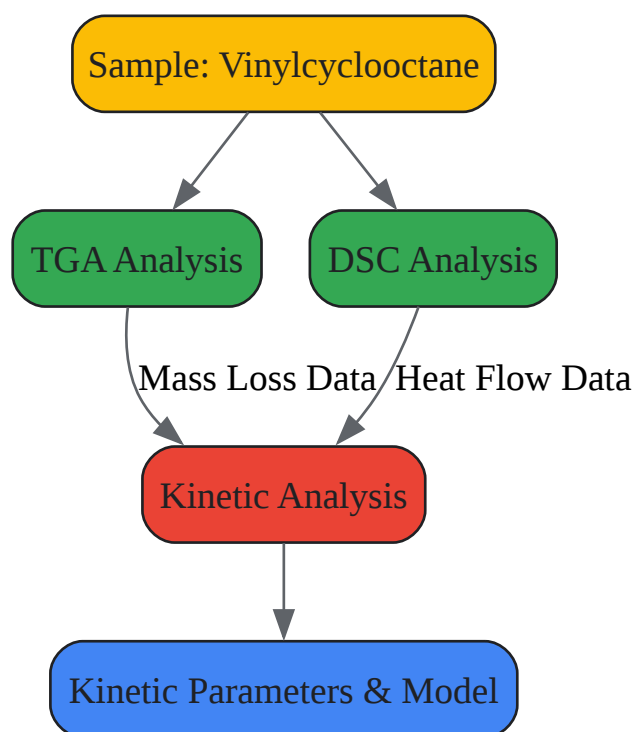 Sample: Vinylcyclooctane
TGA Analysis
DSC Analysis
Mass Loss Data
Heat Flow Data
Kinetic Analysis
Kinetic Parameters & Model